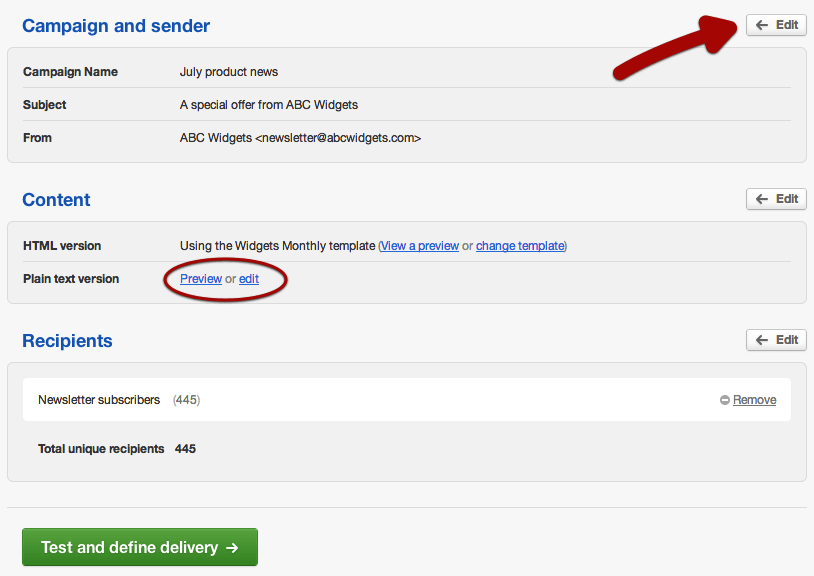 Campaign and sender
Edit
Campaign Name July product news
Subject A special offer from ABC Widgets
From ABC Widgets <newsletter@abcwidgets.com>
Content
Edit
HTML version Using the Widgets Monthly template (View a preview or change template)
Plain text version Preview or edit
Recipients
Edit
Newsletter subscribers (445) Remove
Total unique recipients 445
Test and define delivery →